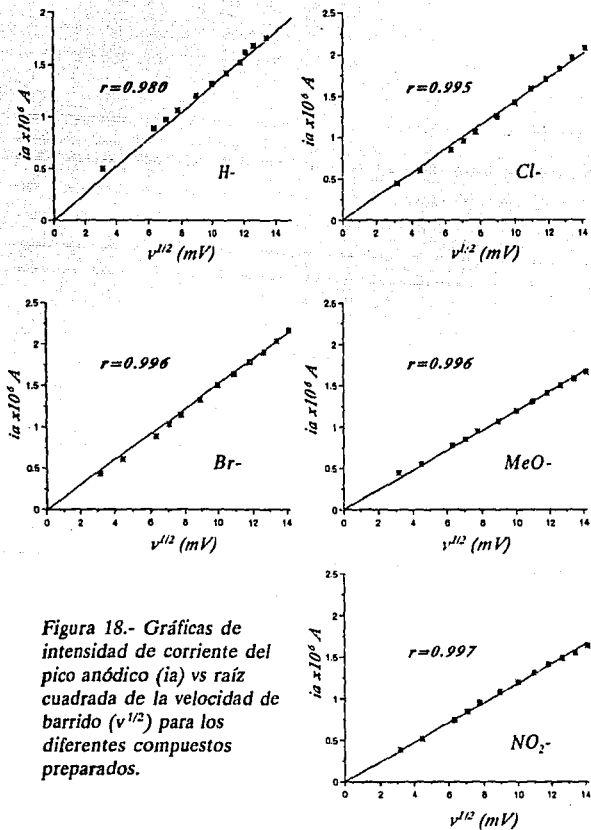 ia x10⁶ A
2
1.5
1
0.5
0
r=0.980
H-
0 2 4 6 8 10 12 14
v^1/2 (mV)
ia x10⁶ A
2.5
2
1.5
1
0.5
0
r=0.995
Cl-
0 2 4 6 8 10 12 14
v^1/2 (mV)
ia x10⁶ A
2.5
2
1.5
1
0.5
0
r=0.996
Br-
0 2 4 6 8 10 12 14
v^1/2 (mV)
ia x10⁶ A
2.5
2
1.5
1
0.5
0
r=0.996
MeO-
0 2 4 6 8 10 12 14
v^1/2 (mV)
Figura 18.- Gráficas de
intensidad de corriente del
pico anódico (ia) vs raíz
cuadrada de la velocidad de
barrido (v^1/2) para los
diferentes compuestos
preparados.
ia x10⁶ A
2.5
2
1.5
1
0.5
0
r=0.997
NO₂-
0 2 4 6 8 10 12 14
v^1/2 (mV)